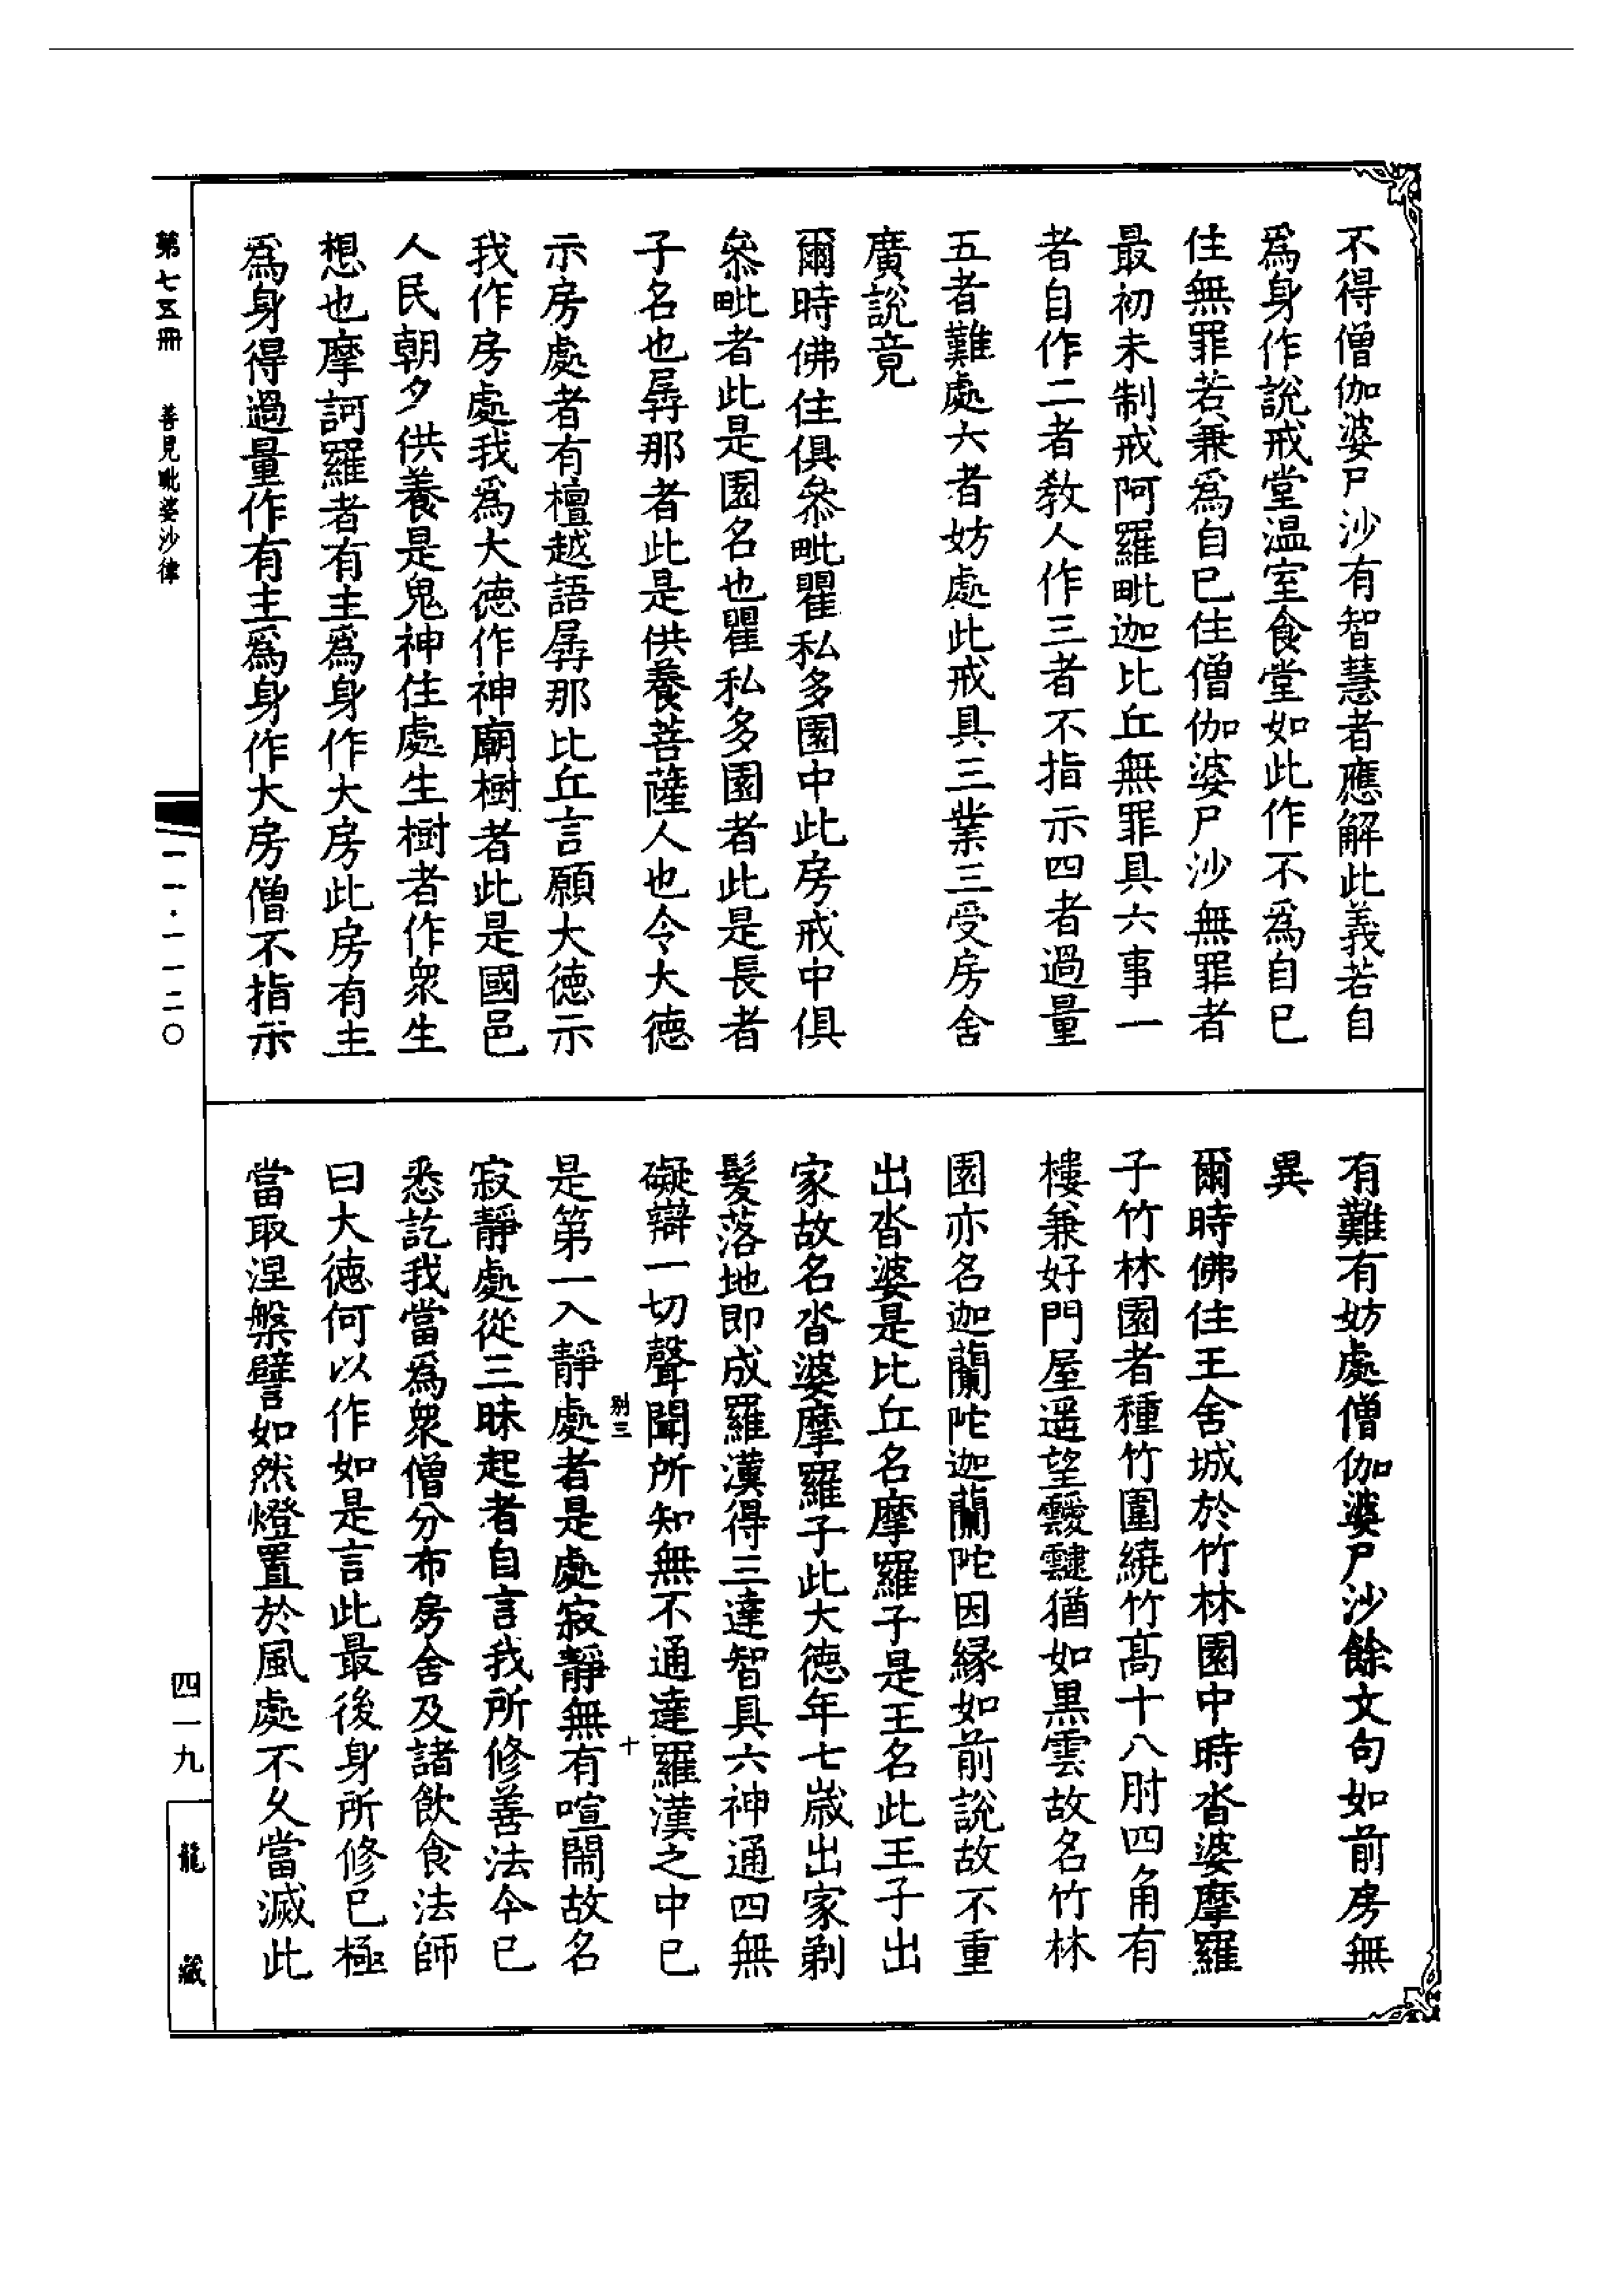 不得僧伽婆尸沙有智慧者應解此義若自
爲身作說戒堂温室食堂如此作不爲自已
住無罪若兼爲自已住僧伽婆尸沙無罪者
最初未制戒阿羅毗迦比丘無罪具六事一
者自作二者教人作三者不指示四者過量
五者難處六者妨處此戒具三業三受房舍
廣說竟
爾時佛住俱叅毗瞿私多園中此房戒中俱
叅毗者此是園名也瞿私多園者此是長者
子名也孱那者此是供養菩薩人也令大德
示房處者有檀越語孱那比丘言願大德示
我作房處我爲大德作神廟樹者此是國邑
人民朝夕供養是鬼神住處生樹者作衆生
想也摩訶羅者有主爲身作大房此房有主
爲身得過量作有主爲身作大房僧不指示
有難有妨處僧伽婆尸沙餘文句如前房無
異
爾時佛住王舍城於竹林園中時沓婆摩羅
子竹林園者種竹圍繞竹高十八肘四角有
樓兼好門屋遥望靉靆猶如黒雲故名竹林
園亦名迦蘭陀迦蘭陀因緣如前說故不重
出沓婆是比丘名摩羅子是王名此王子出
家故名沓婆摩羅子此大德年七歲出家剃
髮落地即成羅漢得三達智具六神通四無
礙辯一切聲聞所知無不通達羅漢之中已
是第一入靜處者是處寂靜無有喧鬧故名
寂靜處從三昧起者自言我所修善法今已
悉訖我當爲衆僧分布房舍及諸飲食法師
曰大德何以作如是言此最後身所修已極
當取涅槃譬如然燈置於風處不久當滅此
别三
十
第七五冊 善見毗婆沙律
一一·一一二〇
四一九
龍藏